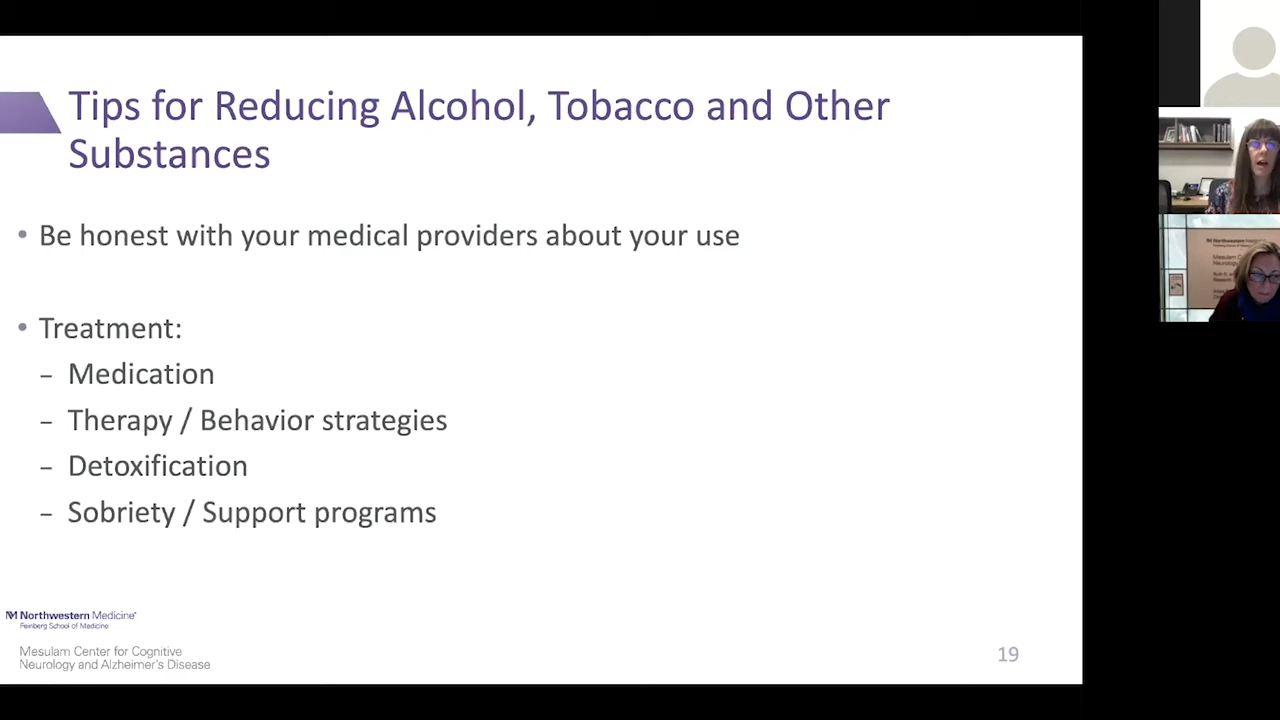 Tips for Reducing Alcohol, Tobacco and Other
Substances
• Be honest with your medical providers about your use
• Treatment:
– Medication
– Therapy / Behavior strategies
– Detoxification
– Sobriety / Support programs
Northwestern Medicine®
Feinberg School of Medicine
Mesulam Center for Cognitive
Neurology and Alzheimer's Disease
19